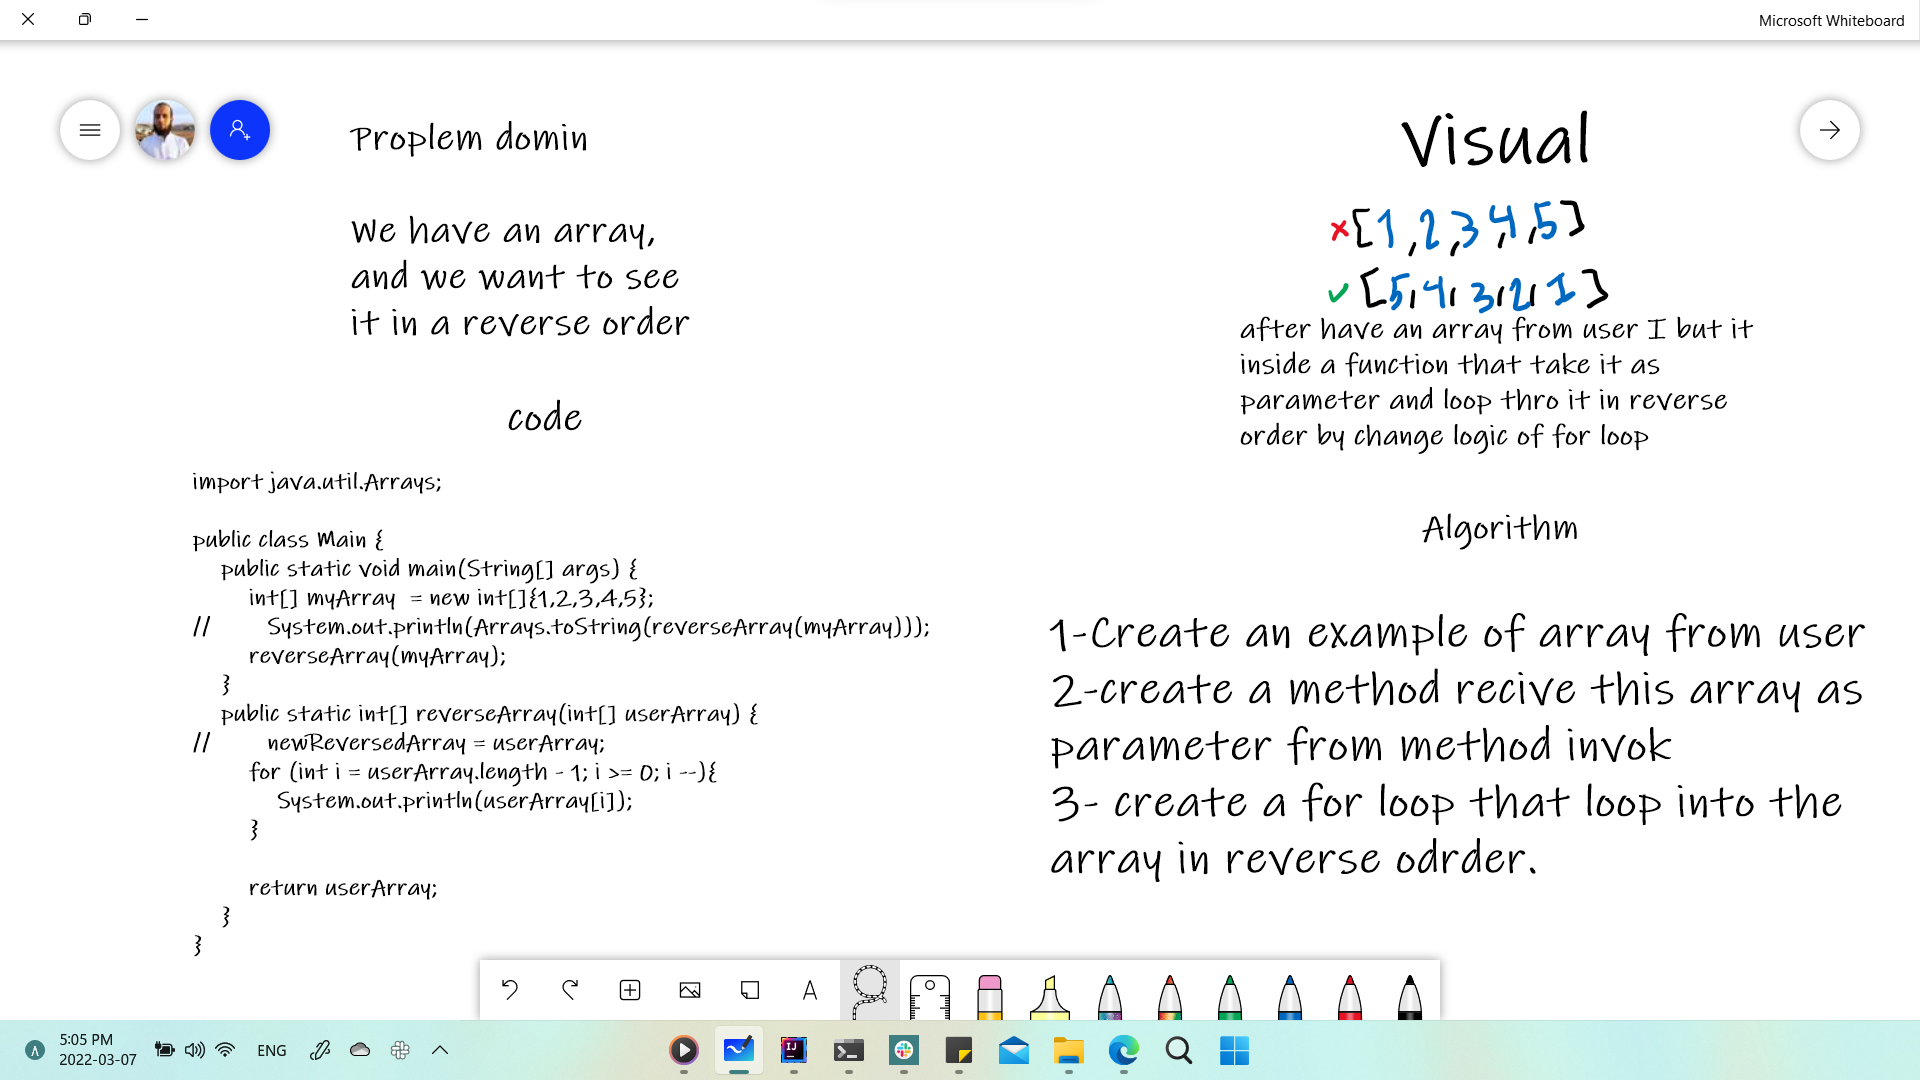 Microsoft Whiteboard
Proplem domin
We have an array,
and we want to see
it in a reverse order
code
import java.util.Arrays;
public class Main {
public static void main(String[] args) {
int[] myArray  = new int[]{1,2,3,4,5};
//        System.out.println(Arrays.toString(reverseArray(myArray)));
reverseArray(myArray);
}
public static int[] reverseArray(int[] userArray) {
//        newReversedArray = userArray;
for (int i = userArray.length - 1; i >= 0; i --){
System.out.println(userArray[i]);
}
return userArray;
}
}
Visual
×[1,2,3,4,5]
✓[5,4,3,2,1]
after have an array from user I but it
inside a function that take it as
parameter and loop thro it in reverse
order by change logic of for loop
Algorithm
1-Create an example of array from user
2-create a method recive this array as
parameter from method invok
3- create a for loop that loop into the
array in reverse odrder.
A
5:05 PM
2022-03-07
ENG
IJ